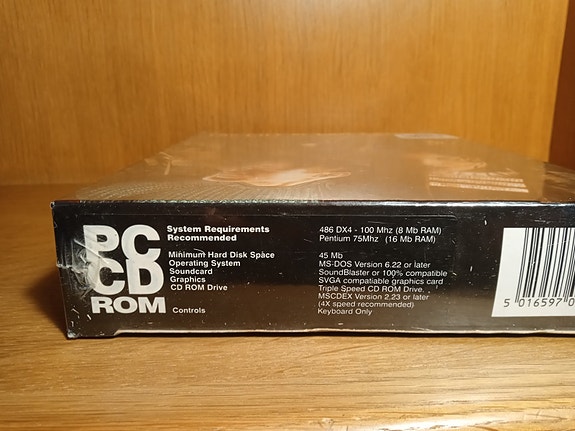 PC
CD
ROM
System Requirements
Recommended
Minimum Hard Disk Space
Operating System
Soundcard
Graphics
CD ROM Drive
Controls
486 DX4 - 100 Mhz (8 Mb RAM)
Pentium 75Mhz (16 Mb RAM)
45 Mb
MS-DOS Version 6.22 or later
SoundBlaster or 100% compatible
SVGA compatiable graphics card
Triple Speed CD ROM Drive,
MSCDEX Version 2.23 or later
(4X speed recommended)
Keyboard Only
5 016597 0